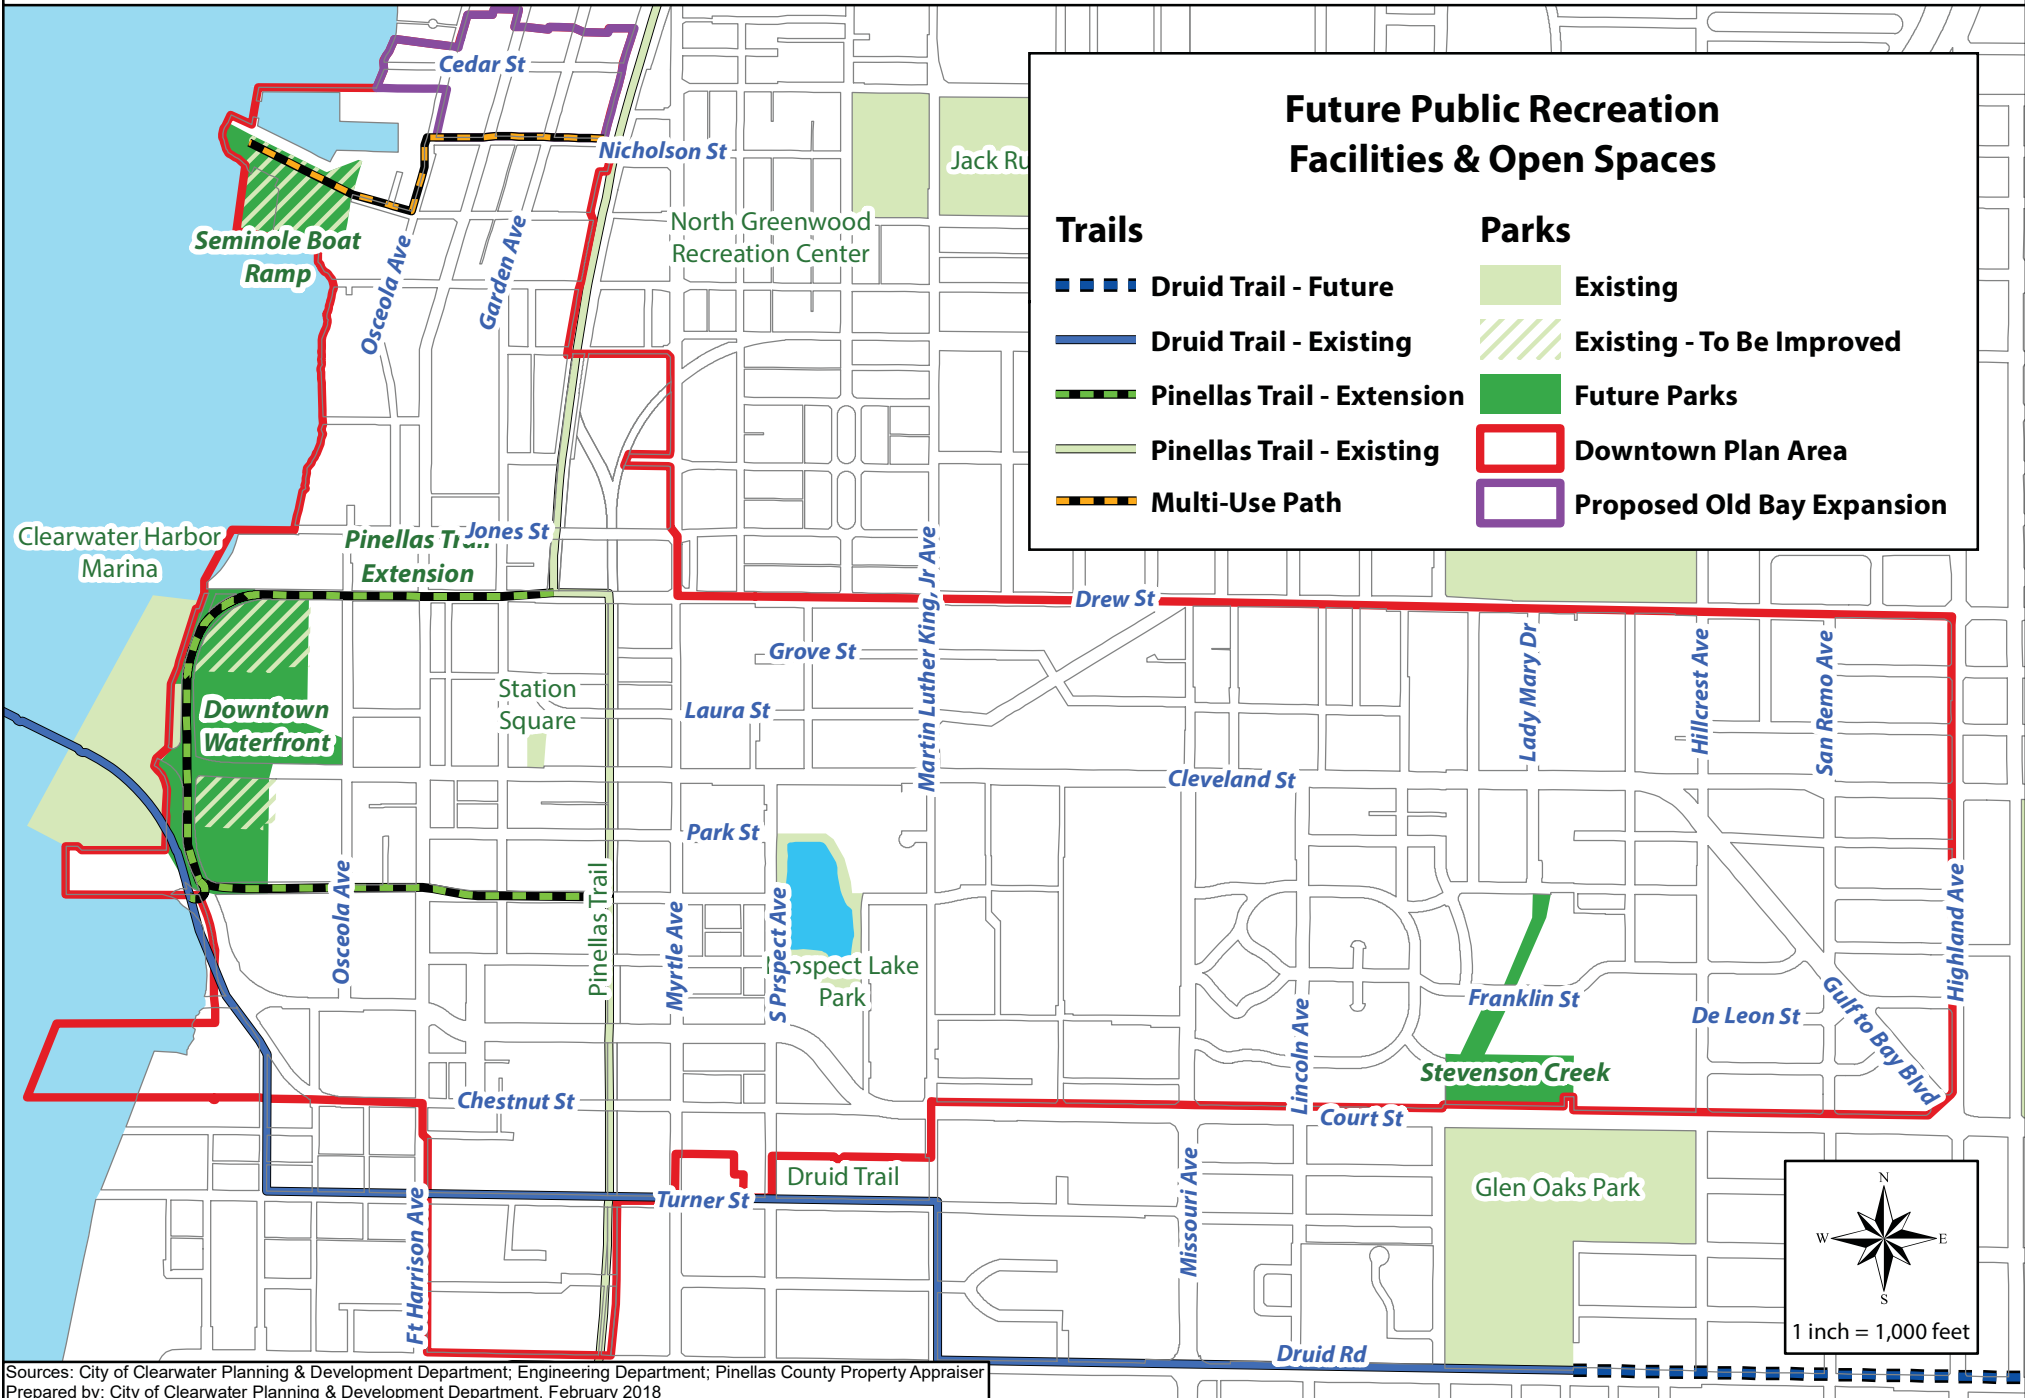 Cedar St
Nicholson St
Jack Ru
North Greenwood
Recreation Center
Seminole Boat
Ramp
Osceola Ave
Garden Ave
Future Public Recreation
Facilities & Open Spaces
Trails
Druid Trail - Future
Druid Trail - Existing
Pinellas Trail - Extension
Pinellas Trail - Existing
Multi-Use Path
Parks
Existing
Existing - To Be Improved
Future Parks
Downtown Plan Area
Proposed Old Bay Expansion
Clearwater Harbor
Marina
Pinellas Trail
Extension
Jones St
Drew St
Grove St
Martin Luther King, Jr Ave
Lady Mary Dr
Hillcrest Ave
San Remo Ave
Station
Square
Laura St
Downtown
Waterfront
Cleveland St
Park St
Osceola Ave
Pinellas Trail
Myrtle Ave
S Prspect Ave
ospect Lake
Park
Highland Ave
Franklin St
De Leon St
Gulf to Bay Blvd
Lincoln Ave
Stevenson Creek
Chestnut St
Court St
Druid Trail
Turner St
Missouri Ave
Glen Oaks Park
Ft Harrison Ave
Druid Rd
N
W
E
S
1 inch = 1,000 feet
Sources: City of Clearwater Planning & Development Department; Engineering Department; Pinellas County Property Appraiser
Prepared by: City of Clearwater Planning & Development Department, February 2018